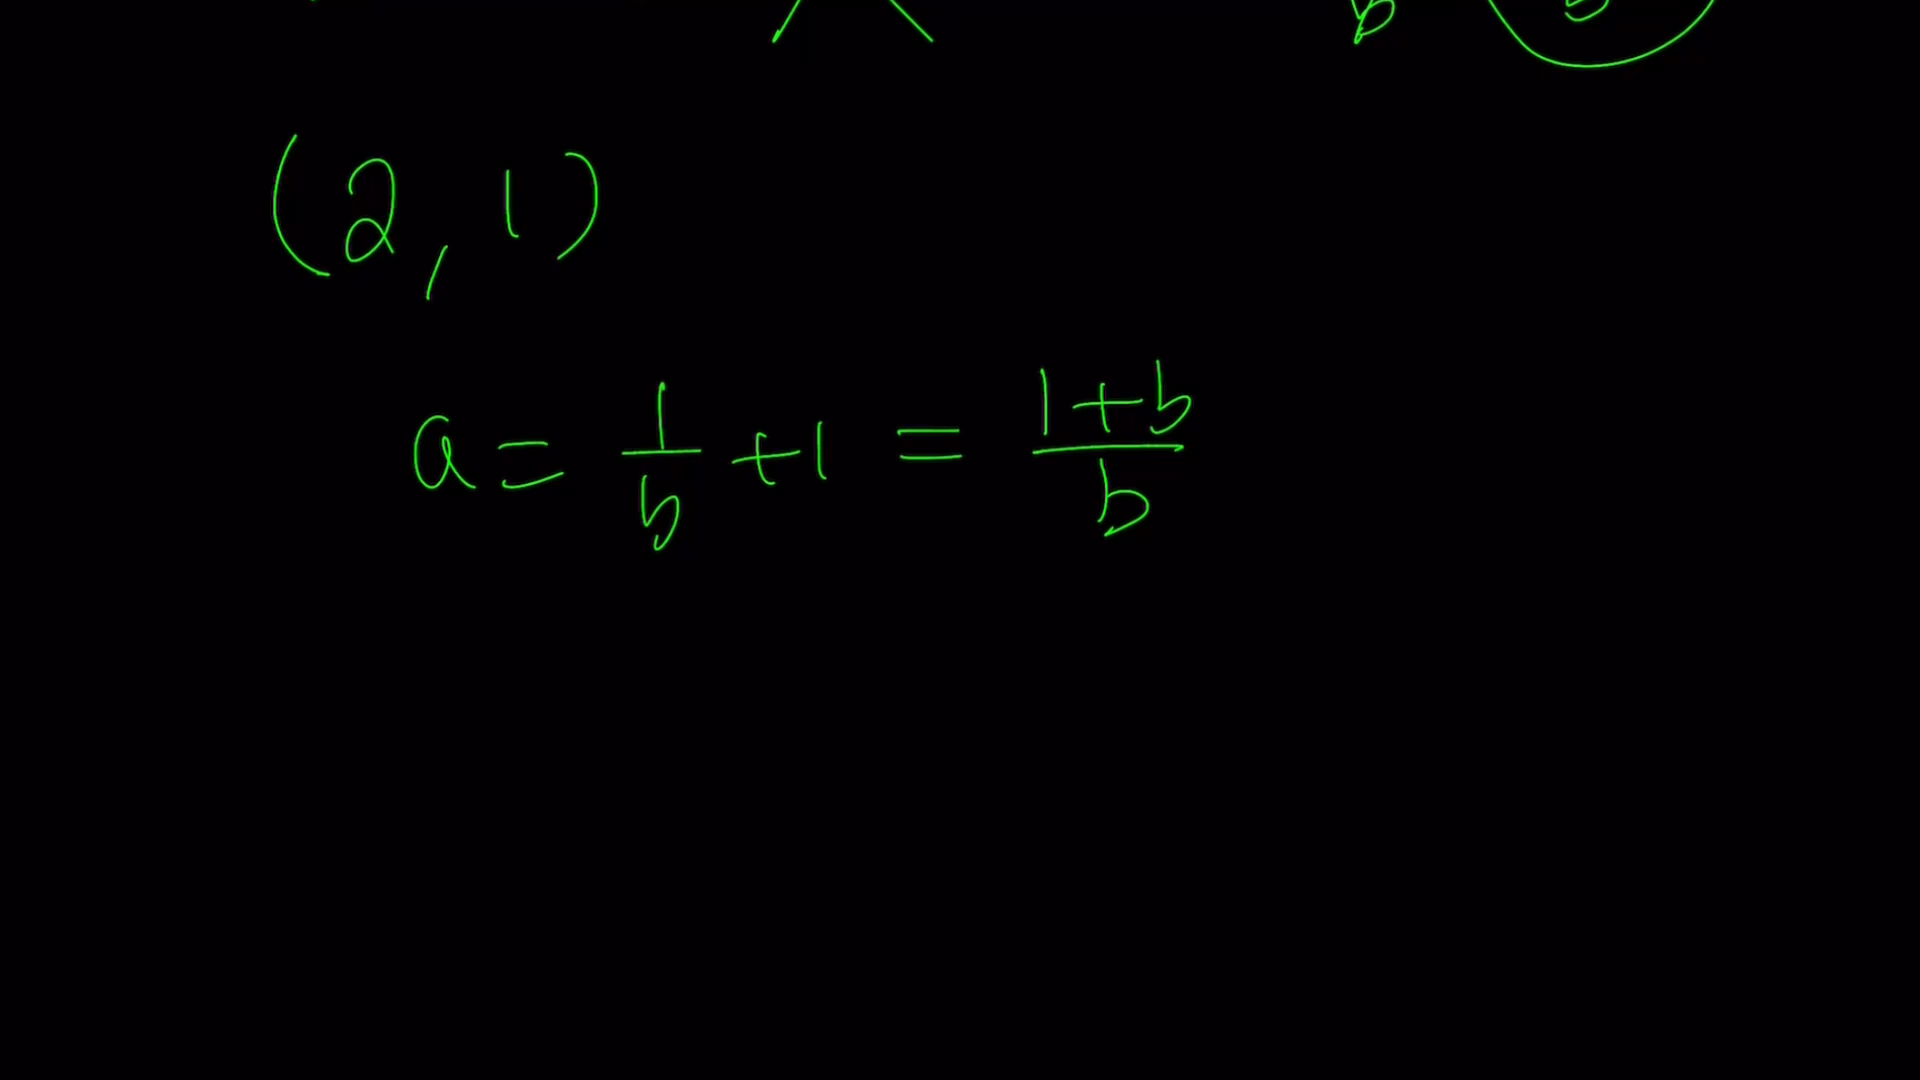 b
(2, 1)
a = 1/b + 1 = (1+b)/b